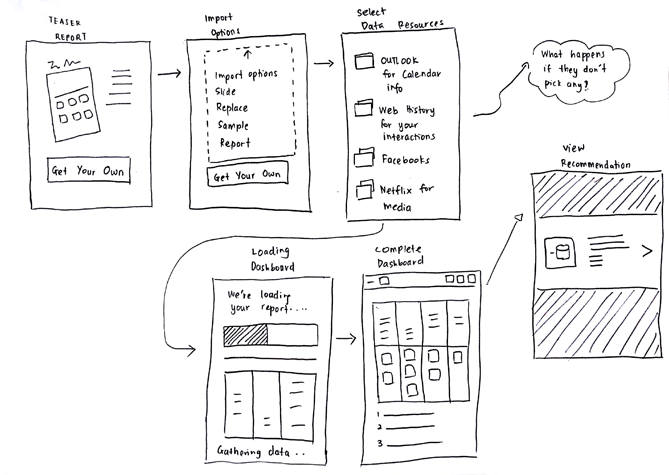 TEASER
REPORT
Get Your Own
Import
Options
Import options
Slide
Replace
Sample
Report
Get Your Own
Select
Data Resources
OUTLOOK
for Calendar
info
Web History
for your
interactions
Facebooks
Netflix for
media
What happens
if they don't
pick any?
View
Recommendation
Loading
Dashboard
We're loading
your report....
Gathering data ..
Complete
Dashboard
1
2
3